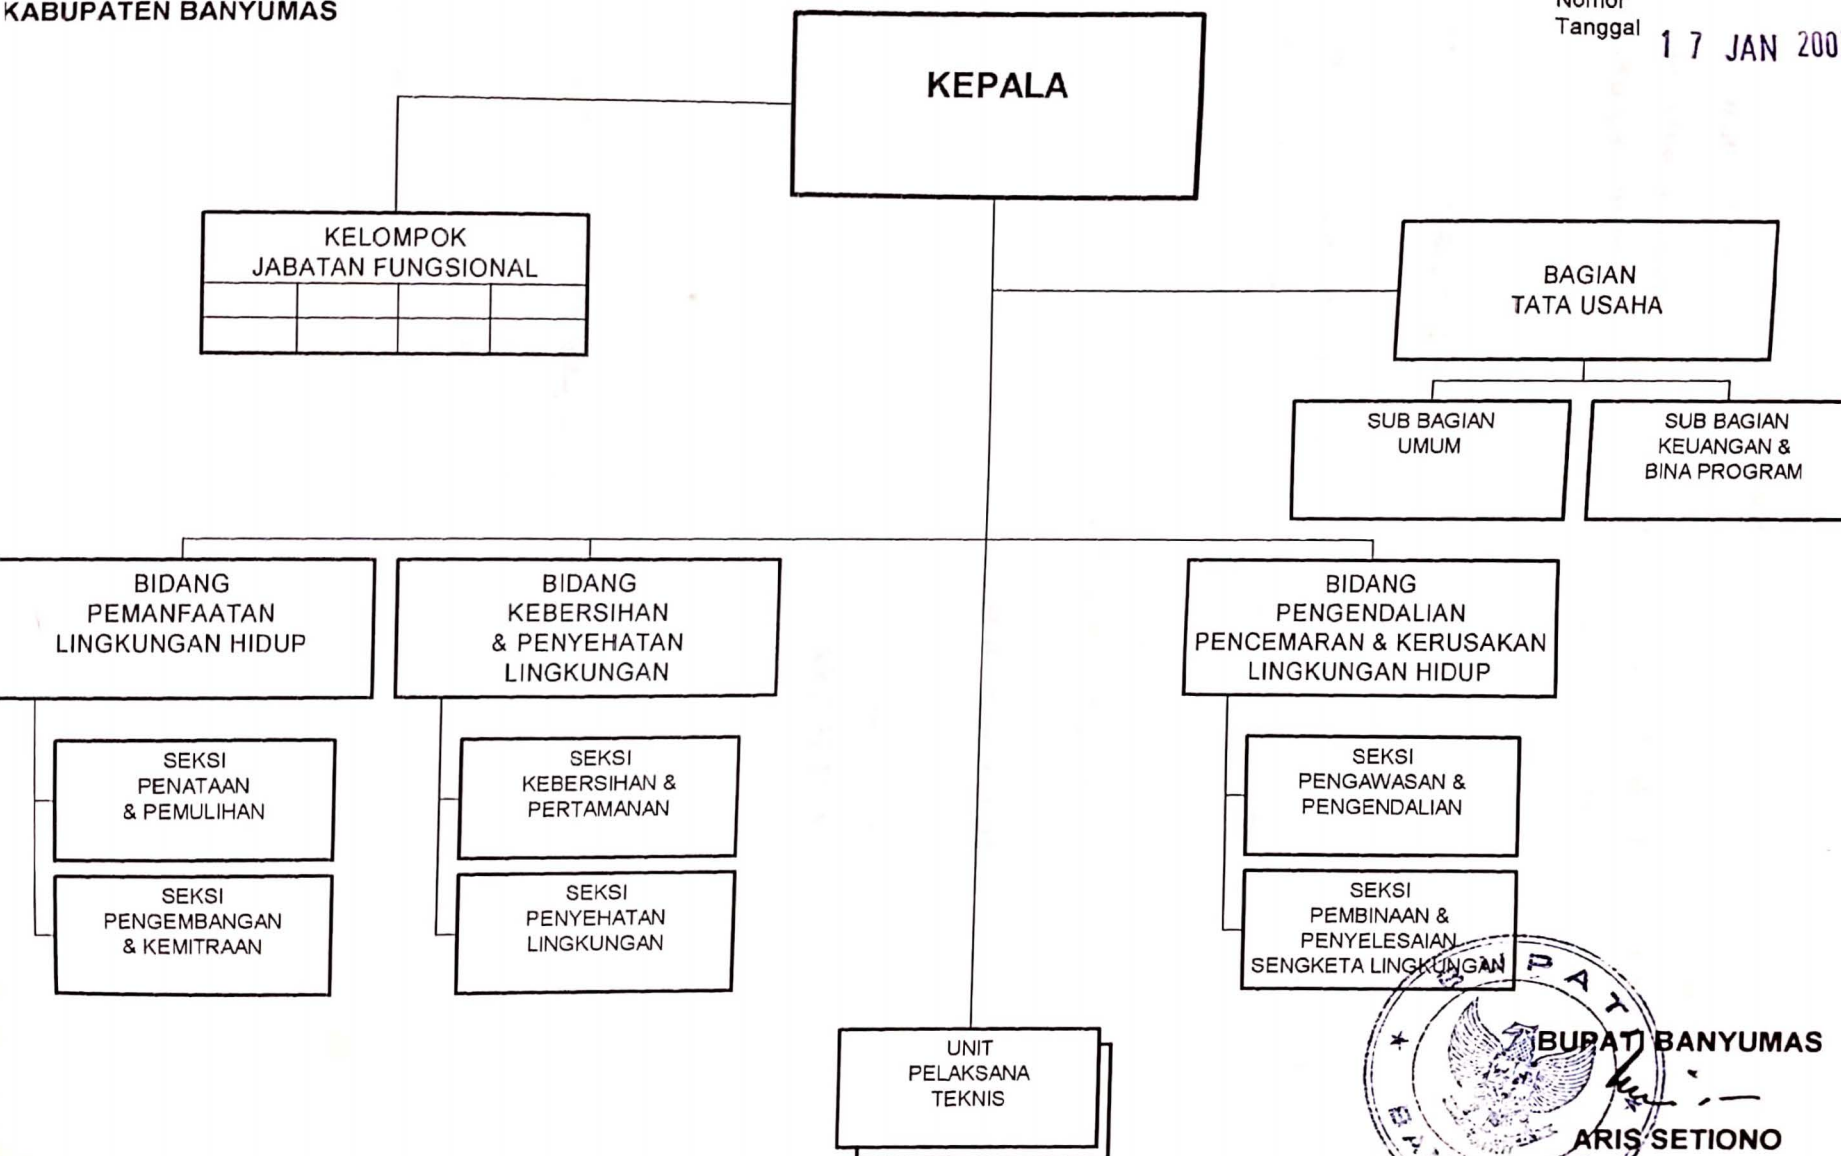 KABUPATEN BANYUMAS
Nomor
Tanggal 17 JAN 200
KEPALA
KELOMPOK
JABATAN FUNGSIONAL
BAGIAN
TATA USAHA
SUB BAGIAN
UMUM
SUB BAGIAN
KEUANGAN &
BINA PROGRAM
BIDANG
PEMANFAATAN
LINGKUNGAN HIDUP
BIDANG
KEBERSIHAN
& PENYEHATAN
LINGKUNGAN
BIDANG
PENGENDALIAN
PENCEMARAN & KERUSAKAN
LINGKUNGAN HIDUP
SEKSI
PENATAAN
& PEMULIHAN
SEKSI
PENGEMBANGAN
& KEMITRAAN
SEKSI
KEBERSIHAN &
PERTAMANAN
SEKSI
PENYEHATAN
LINGKUNGAN
SEKSI
PENGAWASAN &
PENGENDALIAN
SEKSI
PEMBINAAN &
PENYELESAIAN
SENGKETA LINGKUNGAN
UNIT
PELAKSANA
TEKNIS
BUPATI
BUPATI BANYUMAS
ARIS SETIONO